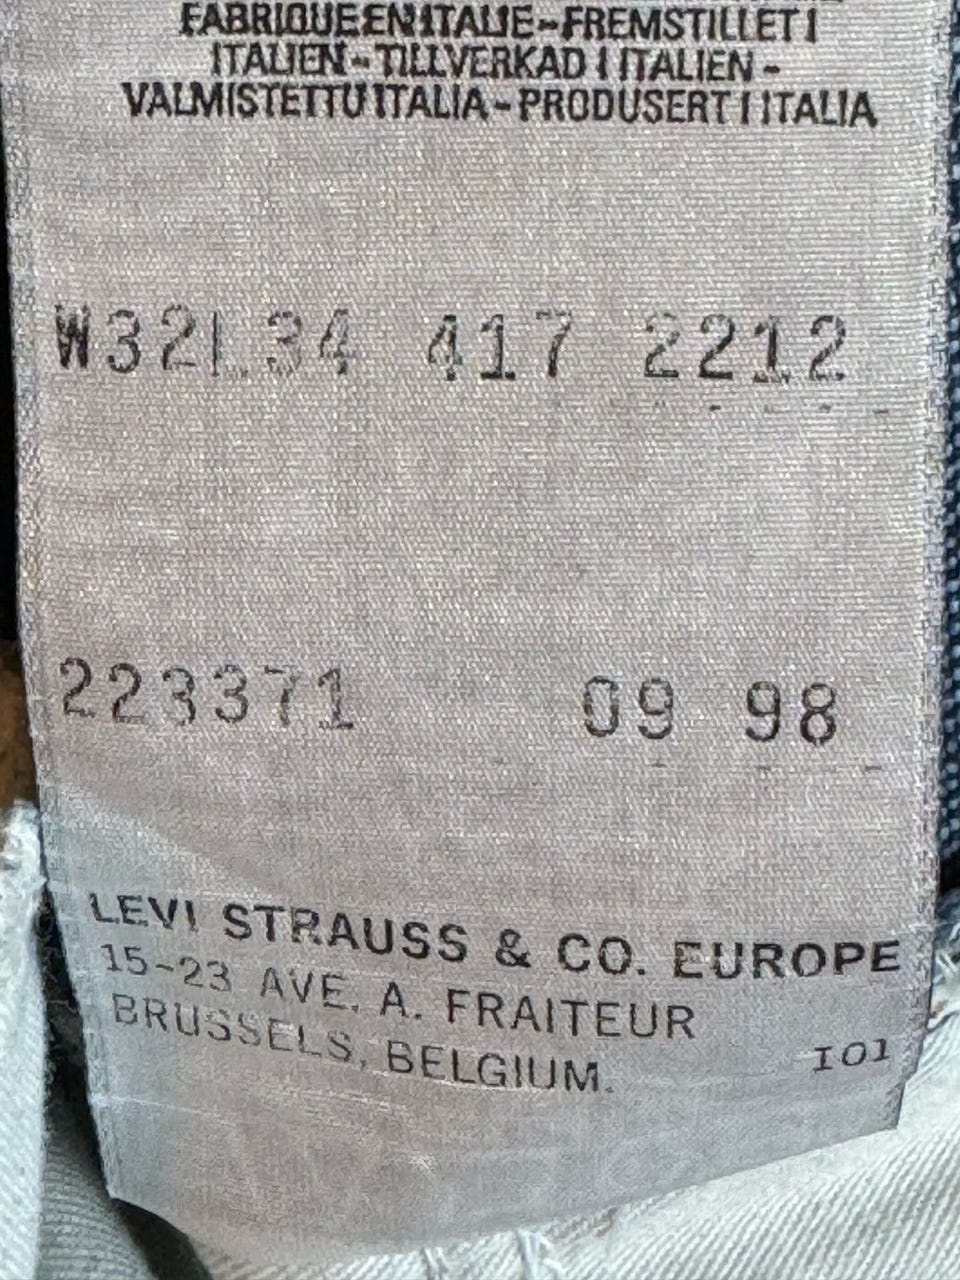 FABRIQUE EN ITALIE - FREMSTILLET I
ITALIEN - TILLVERKAD I ITALIEN -
VALMISTETTU ITALIA - PRODUSERT I ITALIA
W32L34 417 2212
223371 09 98
LEVI STRAUSS & CO. EUROPE
15-23 AVE. A. FRAITEUR
BRUSSELS, BELGIUM.
I01